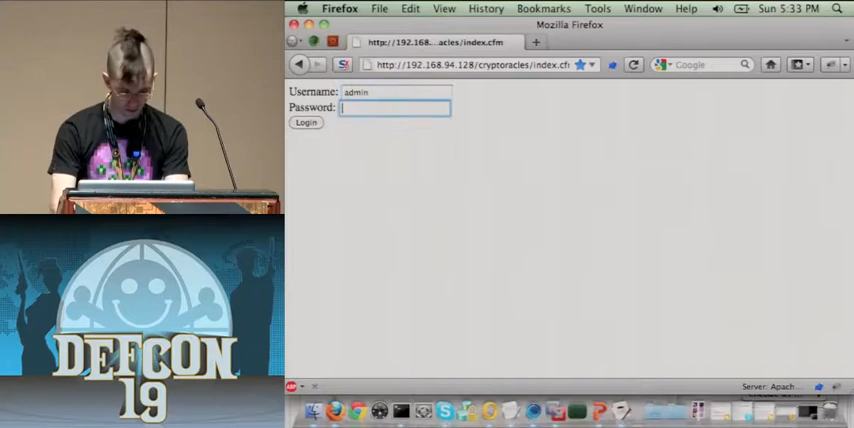 Firefox File Edit View History Bookmarks Tools Window Help Sun 5:33 PM
Mozilla Firefox
http://192.168....acles/index.cfm
http://192.168.94.128/cryptoracles/index.cfm
Google
Username: admin
Password:
Login
DEFCON
19
ABP
Server: Apach...